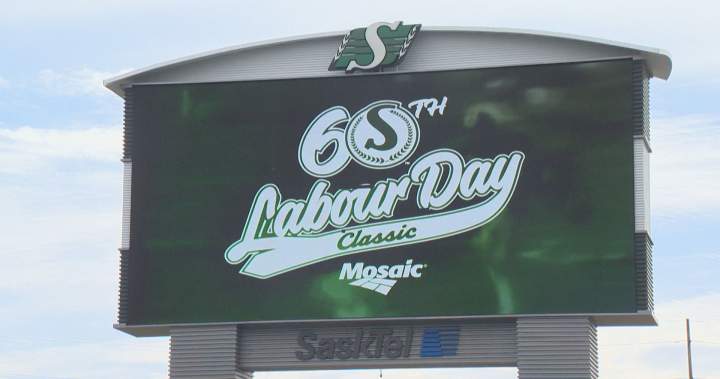 S
60TH
S
Labour Day
Classic
Mosaic
SaskTel